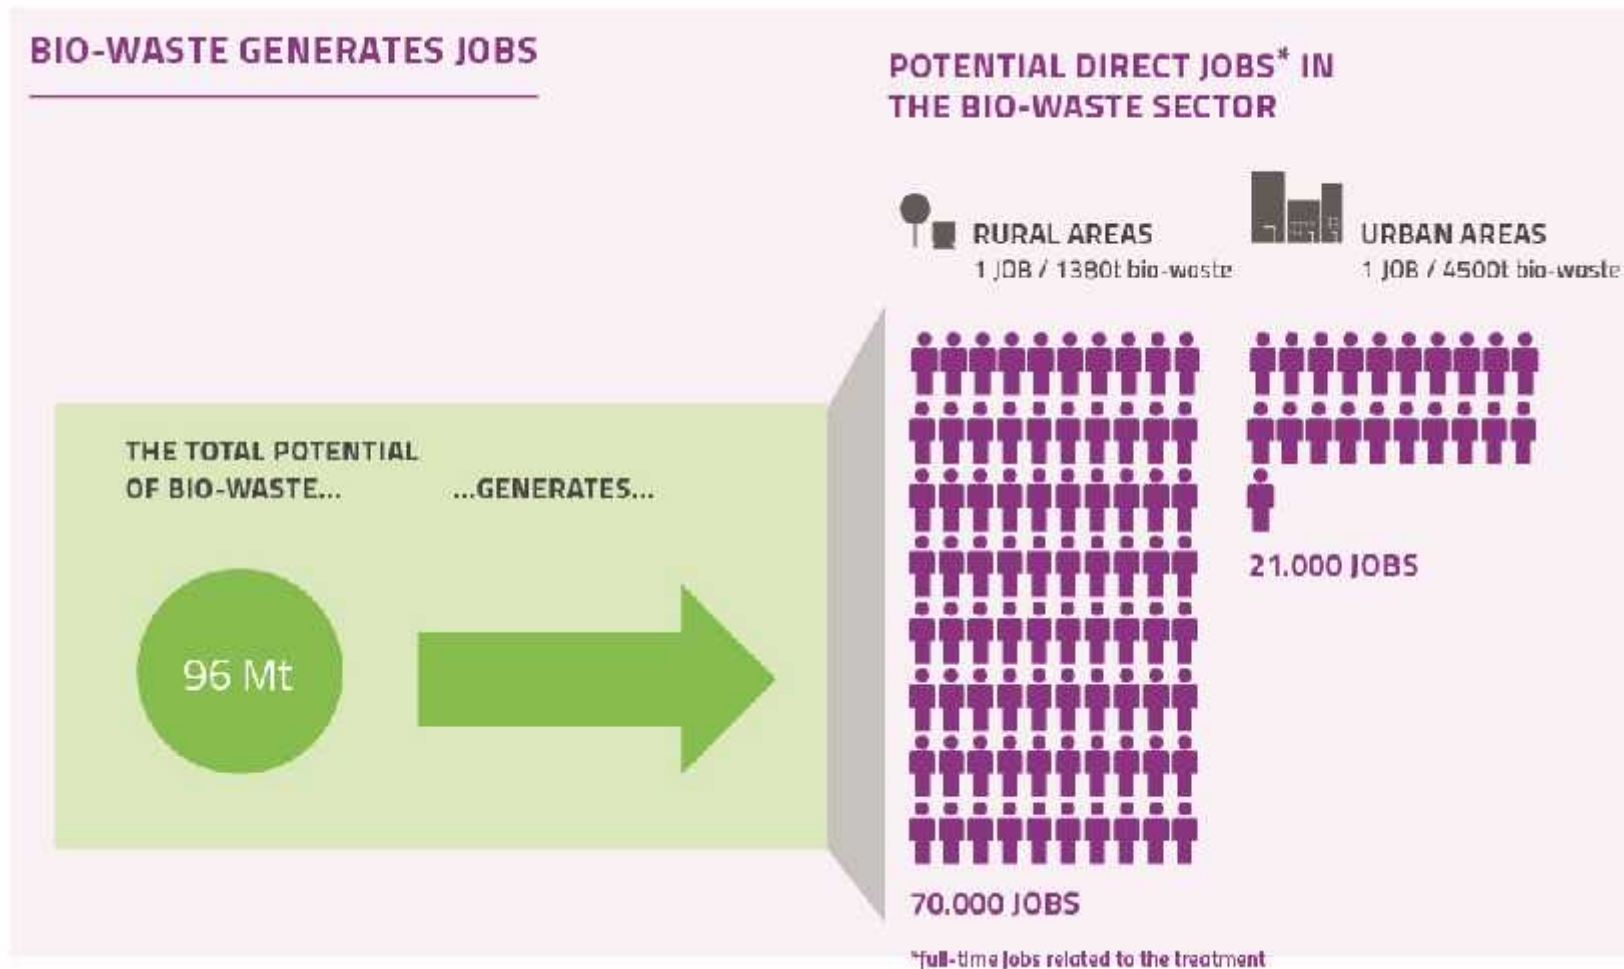 BIO-WASTE GENERATES JOBS
POTENTIAL DIRECT JOBS* IN
THE BIO-WASTE SECTOR
RURAL AREAS
1 JOB / 1380t bio-waste
URBAN AREAS
1 JOB / 4500t bio-waste
THE TOTAL POTENTIAL
OF BIO-WASTE...
...GENERATES...
96 Mt
70.000 JOBS
21.000 JOBS
*full-time jobs related to the treatment